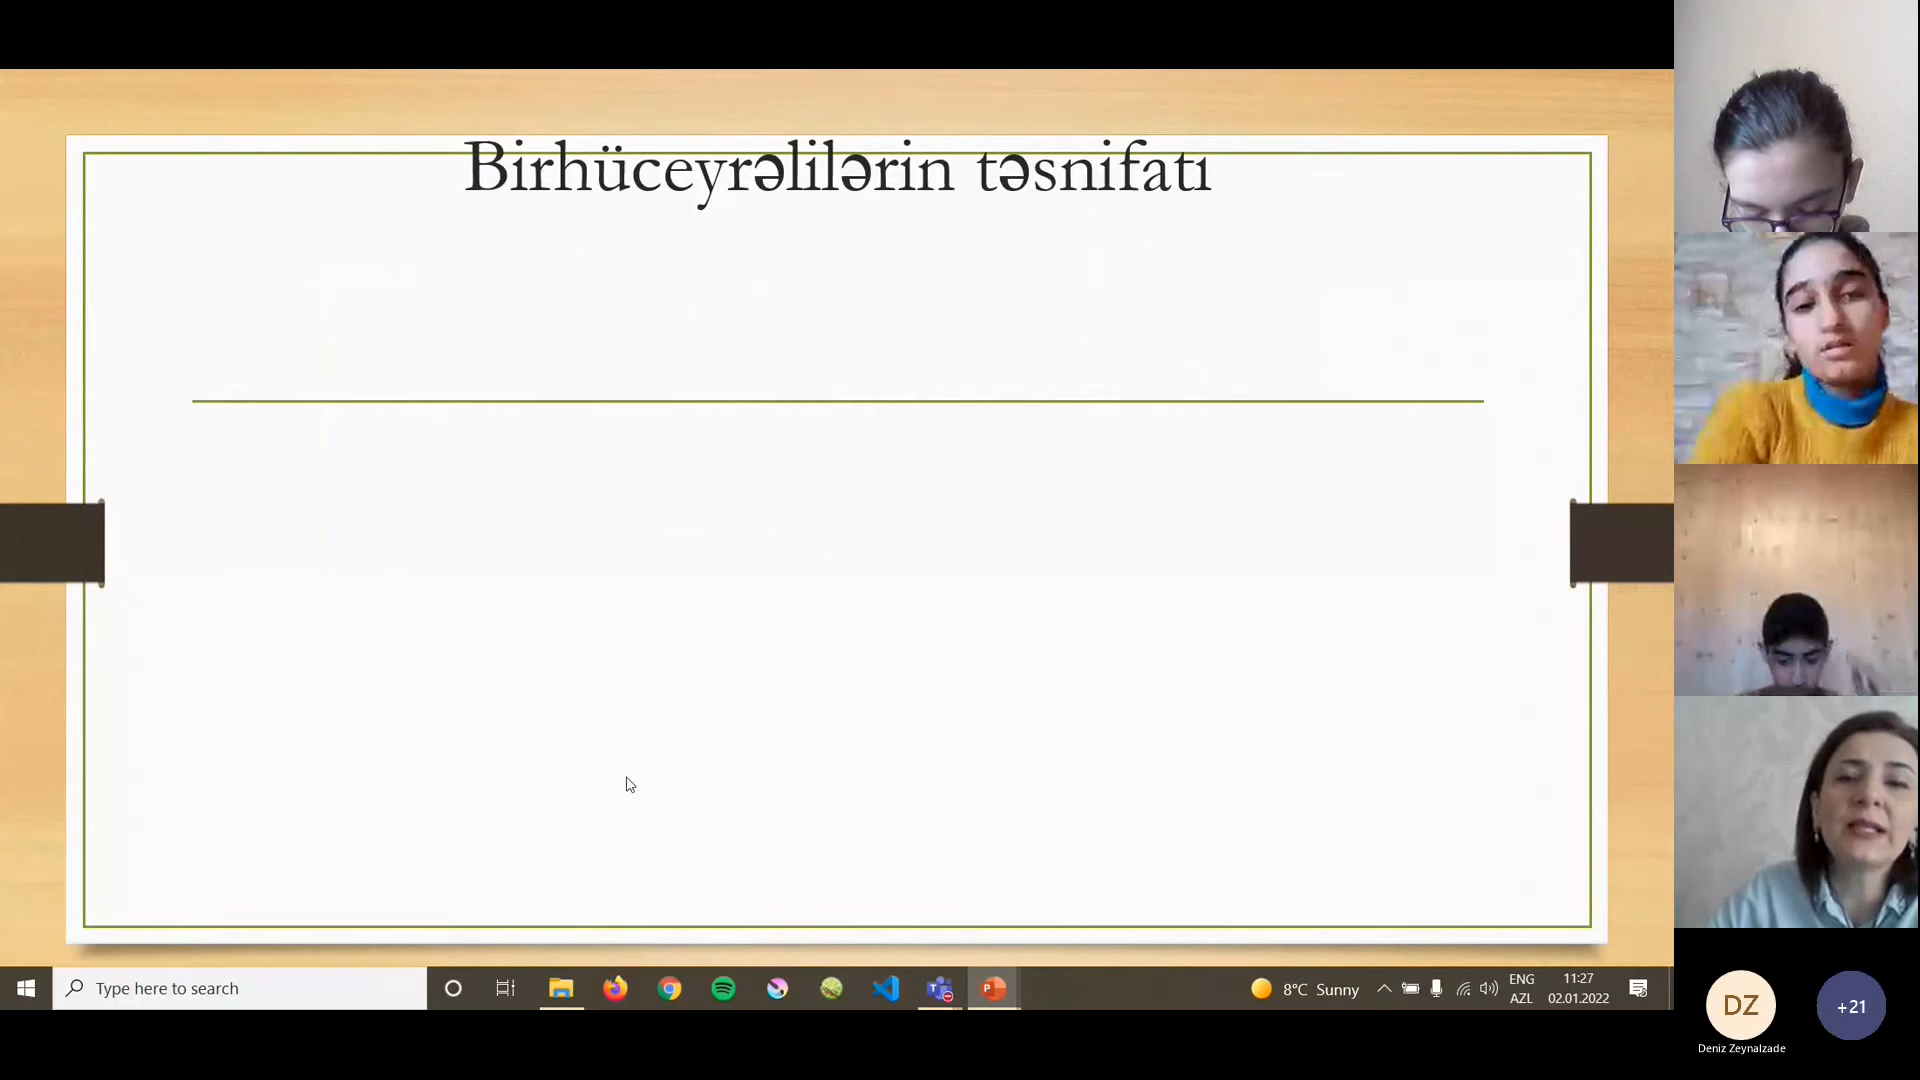 Birhüceyrəlilərin təsnifatı
Type here to search
8°C Sunny
ENG
AZL
11:27
02.01.2022
DZ
Deniz Zeynalzade
+21